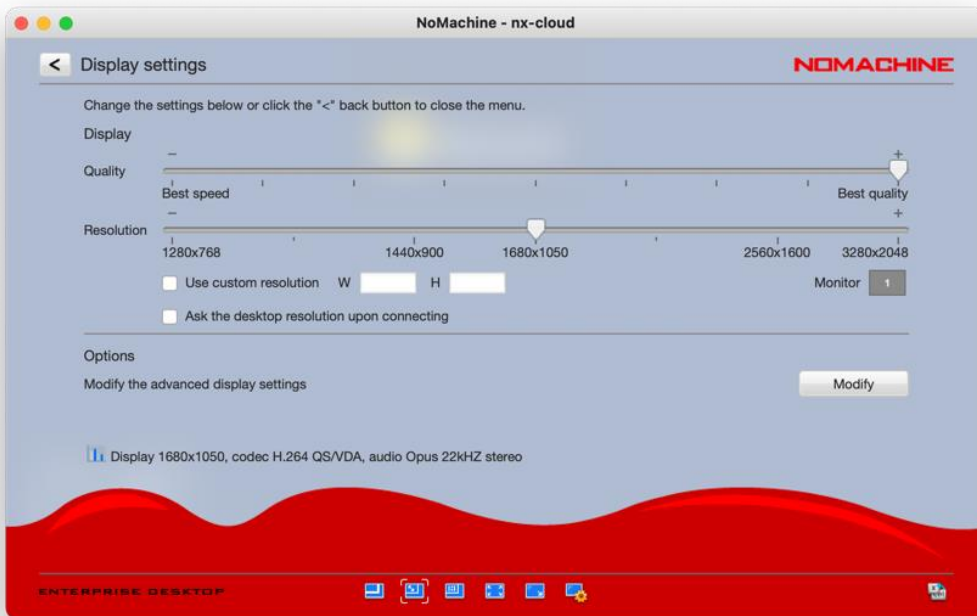 NoMachine - nx-cloud
< Display settings NOMACHINE
Change the settings below or click the "<" back button to close the menu.
Display
− +
Quality
Best speed Best quality
− +
Resolution
1280x768 1440x900 1680x1050 2560x1600 3280x2048
Use custom resolution W H Monitor 1
Ask the desktop resolution upon connecting
Options
Modify the advanced display settings Modify
Display 1680x1050, codec H.264 QS/VDA, audio Opus 22kHZ stereo
ENTERPRISE DESKTOP